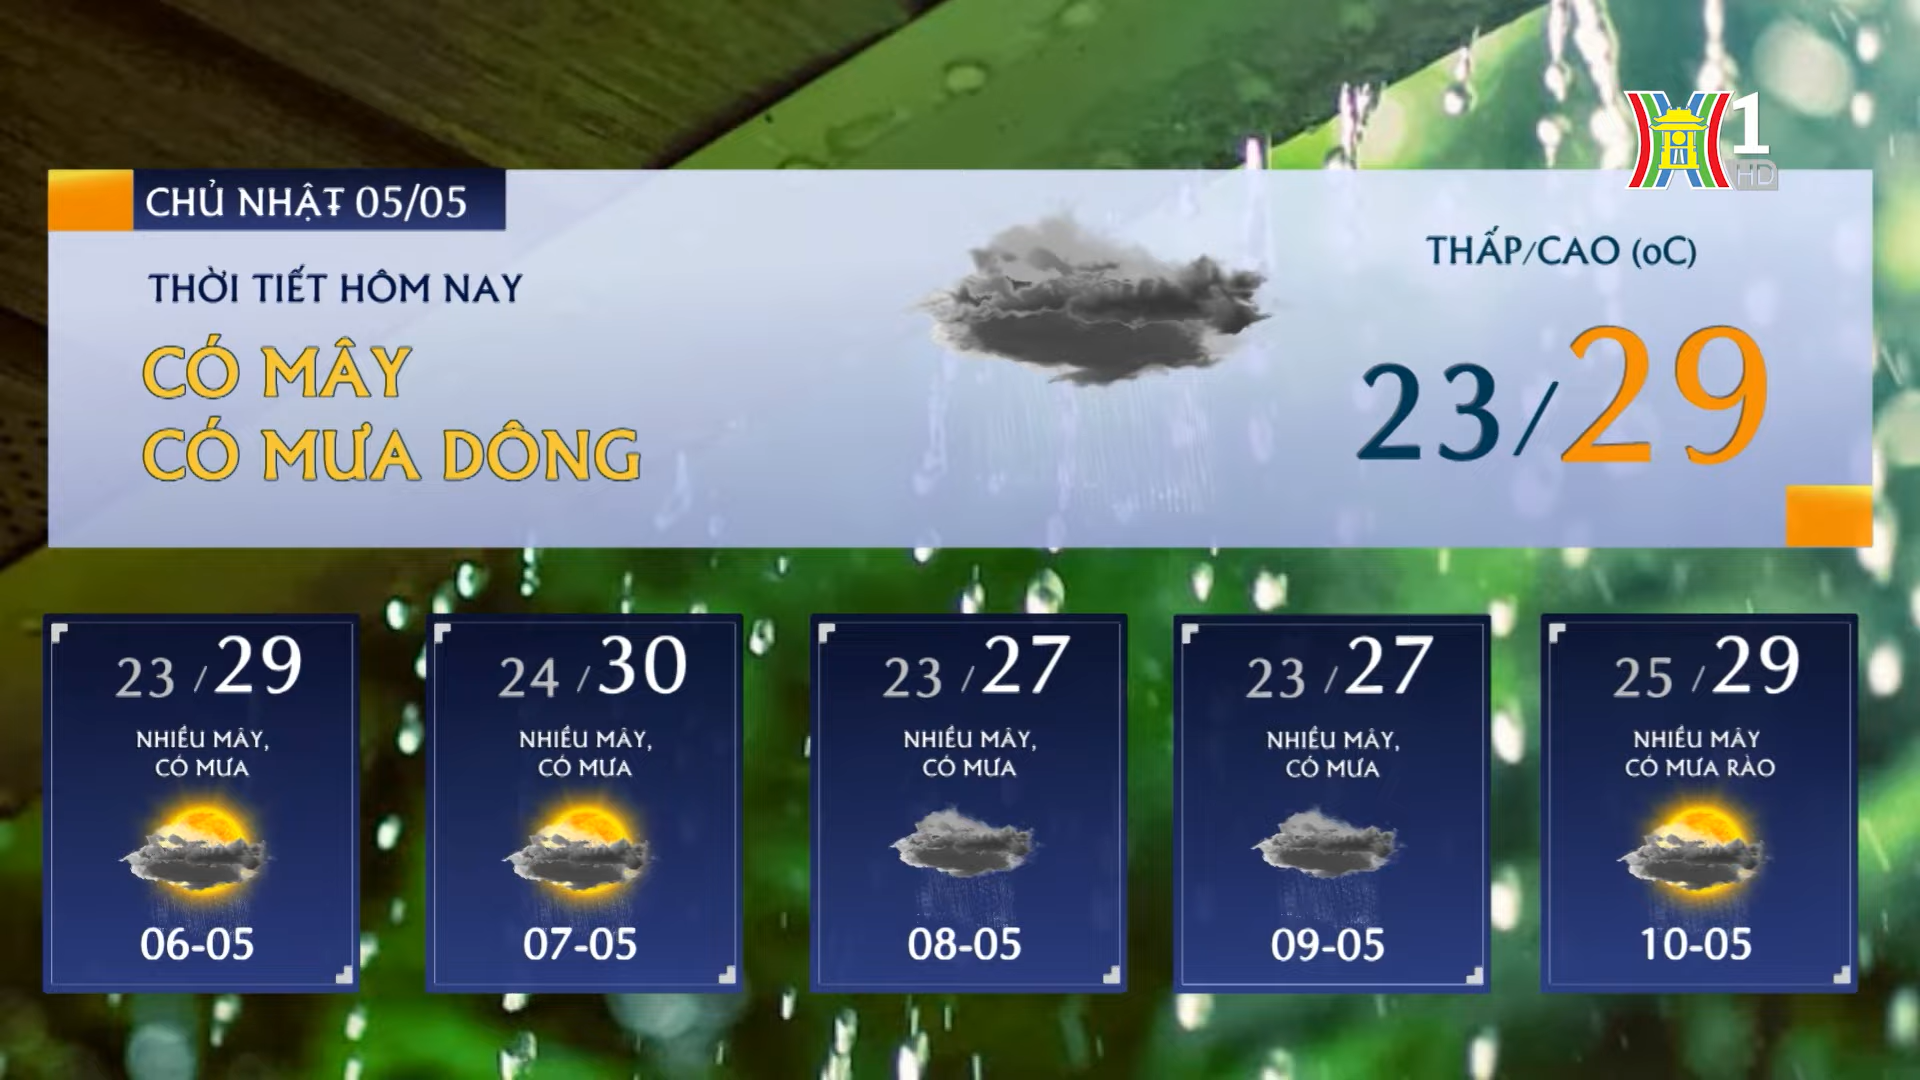 1
HD
CHỦ NHẬT 05/05
THỜI TIẾT HÔM NAY
CÓ MÂY
CÓ MƯA DÔNG
THẤP/CAO (oC)
23/29
23 /29
NHIỀU MÂY,
CÓ MƯA
06-05
24 /30
NHIỀU MÂY,
CÓ MƯA
07-05
23 /27
NHIỀU MÂY,
CÓ MƯA
08-05
23 /27
NHIỀU MÂY,
CÓ MƯA
09-05
25 /29
NHIỀU MÂY
CÓ MƯA RÀO
10-05